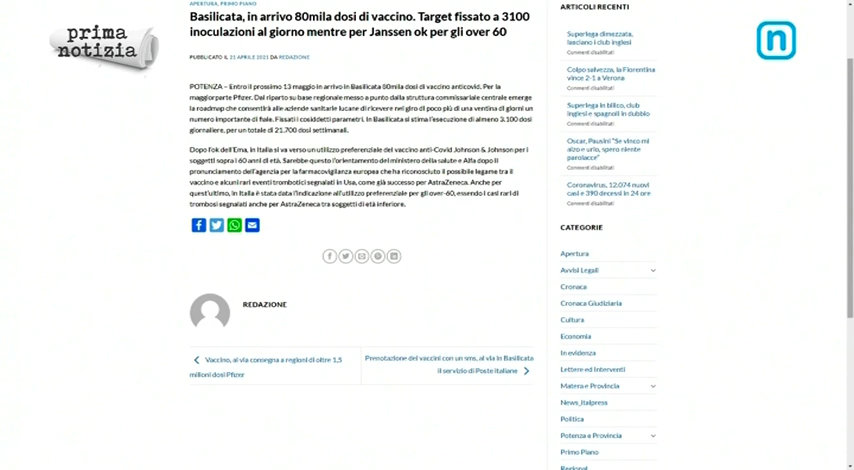 prima
notizia
APERTURA, PRIMO PIANO
Basilicata, in arrivo 80mila dosi di vaccino. Target fissato a 3100
inoculazioni al giorno mentre per Janssen ok per gli over 60
PUBBLICATO IL 21 APRILE 2021 DA REDAZIONE
POTENZA – Entro il prossimo 13 maggio in arrivo in Basilicata 80mila dosi di vaccino anticovid. Per la
maggiorparte Pfizer. Dal riparto su base regionale messo a punto dalla struttura commissariale centrale emerge
la roadmap che consentirà alle aziende sanitarie lucane di ricevere nel giro di poco più di una ventina di giorni un
numero importante di fiale. Fissati i cosiddetti parametri. In Basilicata si stima l'esecuzione di almeno 3.100 dosi
giornaliere, per un totale di 21.700 dosi settimanali.
Dopo l'ok dell'Ema, in Italia si va verso un utilizzo preferenziale del vaccino anti-Covid Johnson & Johnson per i
soggetti sopra i 60 anni di età. Sarebbe questo l'orientamento del ministero della salute e Aifa dopo il
pronunciamento dell'agenzia per la farmacovigilanza europea che ha riconosciuto il possibile legame tra il
vaccino e alcuni rari eventi trombotici segnalati in Usa, come già successo per AstraZeneca. Anche per
quest'ultimo, in Italia è stata data l'indicazione all'utilizzo preferenziale per gli over-60, essendo i casi rari di
trombosi segnalati anche per AstraZeneca tra soggetti di età inferiore.
REDAZIONE
Vaccino, al via consegna a regioni di oltre 1,5
milioni dosi Pfizer
Prenotazione dei vaccini con un sms, al via in Basilicata
il servizio di Poste Italiane
ARTICOLI RECENTI
Superlega dimezzata,
lasciano i club inglesi
Commenti disabilitati
Colpo salvezza, la Fiorentina
vince 2-1 a Verona
Commenti disabilitati
Superlega in bilico, club
inglesi e spagnoli in dubbio
Commenti disabilitati
Oscar, Pausini "Se vinco mi
alzo e urlo, spero niente
parolacce"
Commenti disabilitati
Coronavirus, 12.074 nuovi
casi e 390 decessi in 24 ore
Commenti disabilitati
CATEGORIE
Apertura
Avvisi Legali
Cronaca
Cronaca Giudiziaria
Cultura
Economia
In evidenza
Lettere ed Interventi
Matera e Provincia
News_Italpress
Politica
Potenza e Provincia
Primo Piano
Regional
n